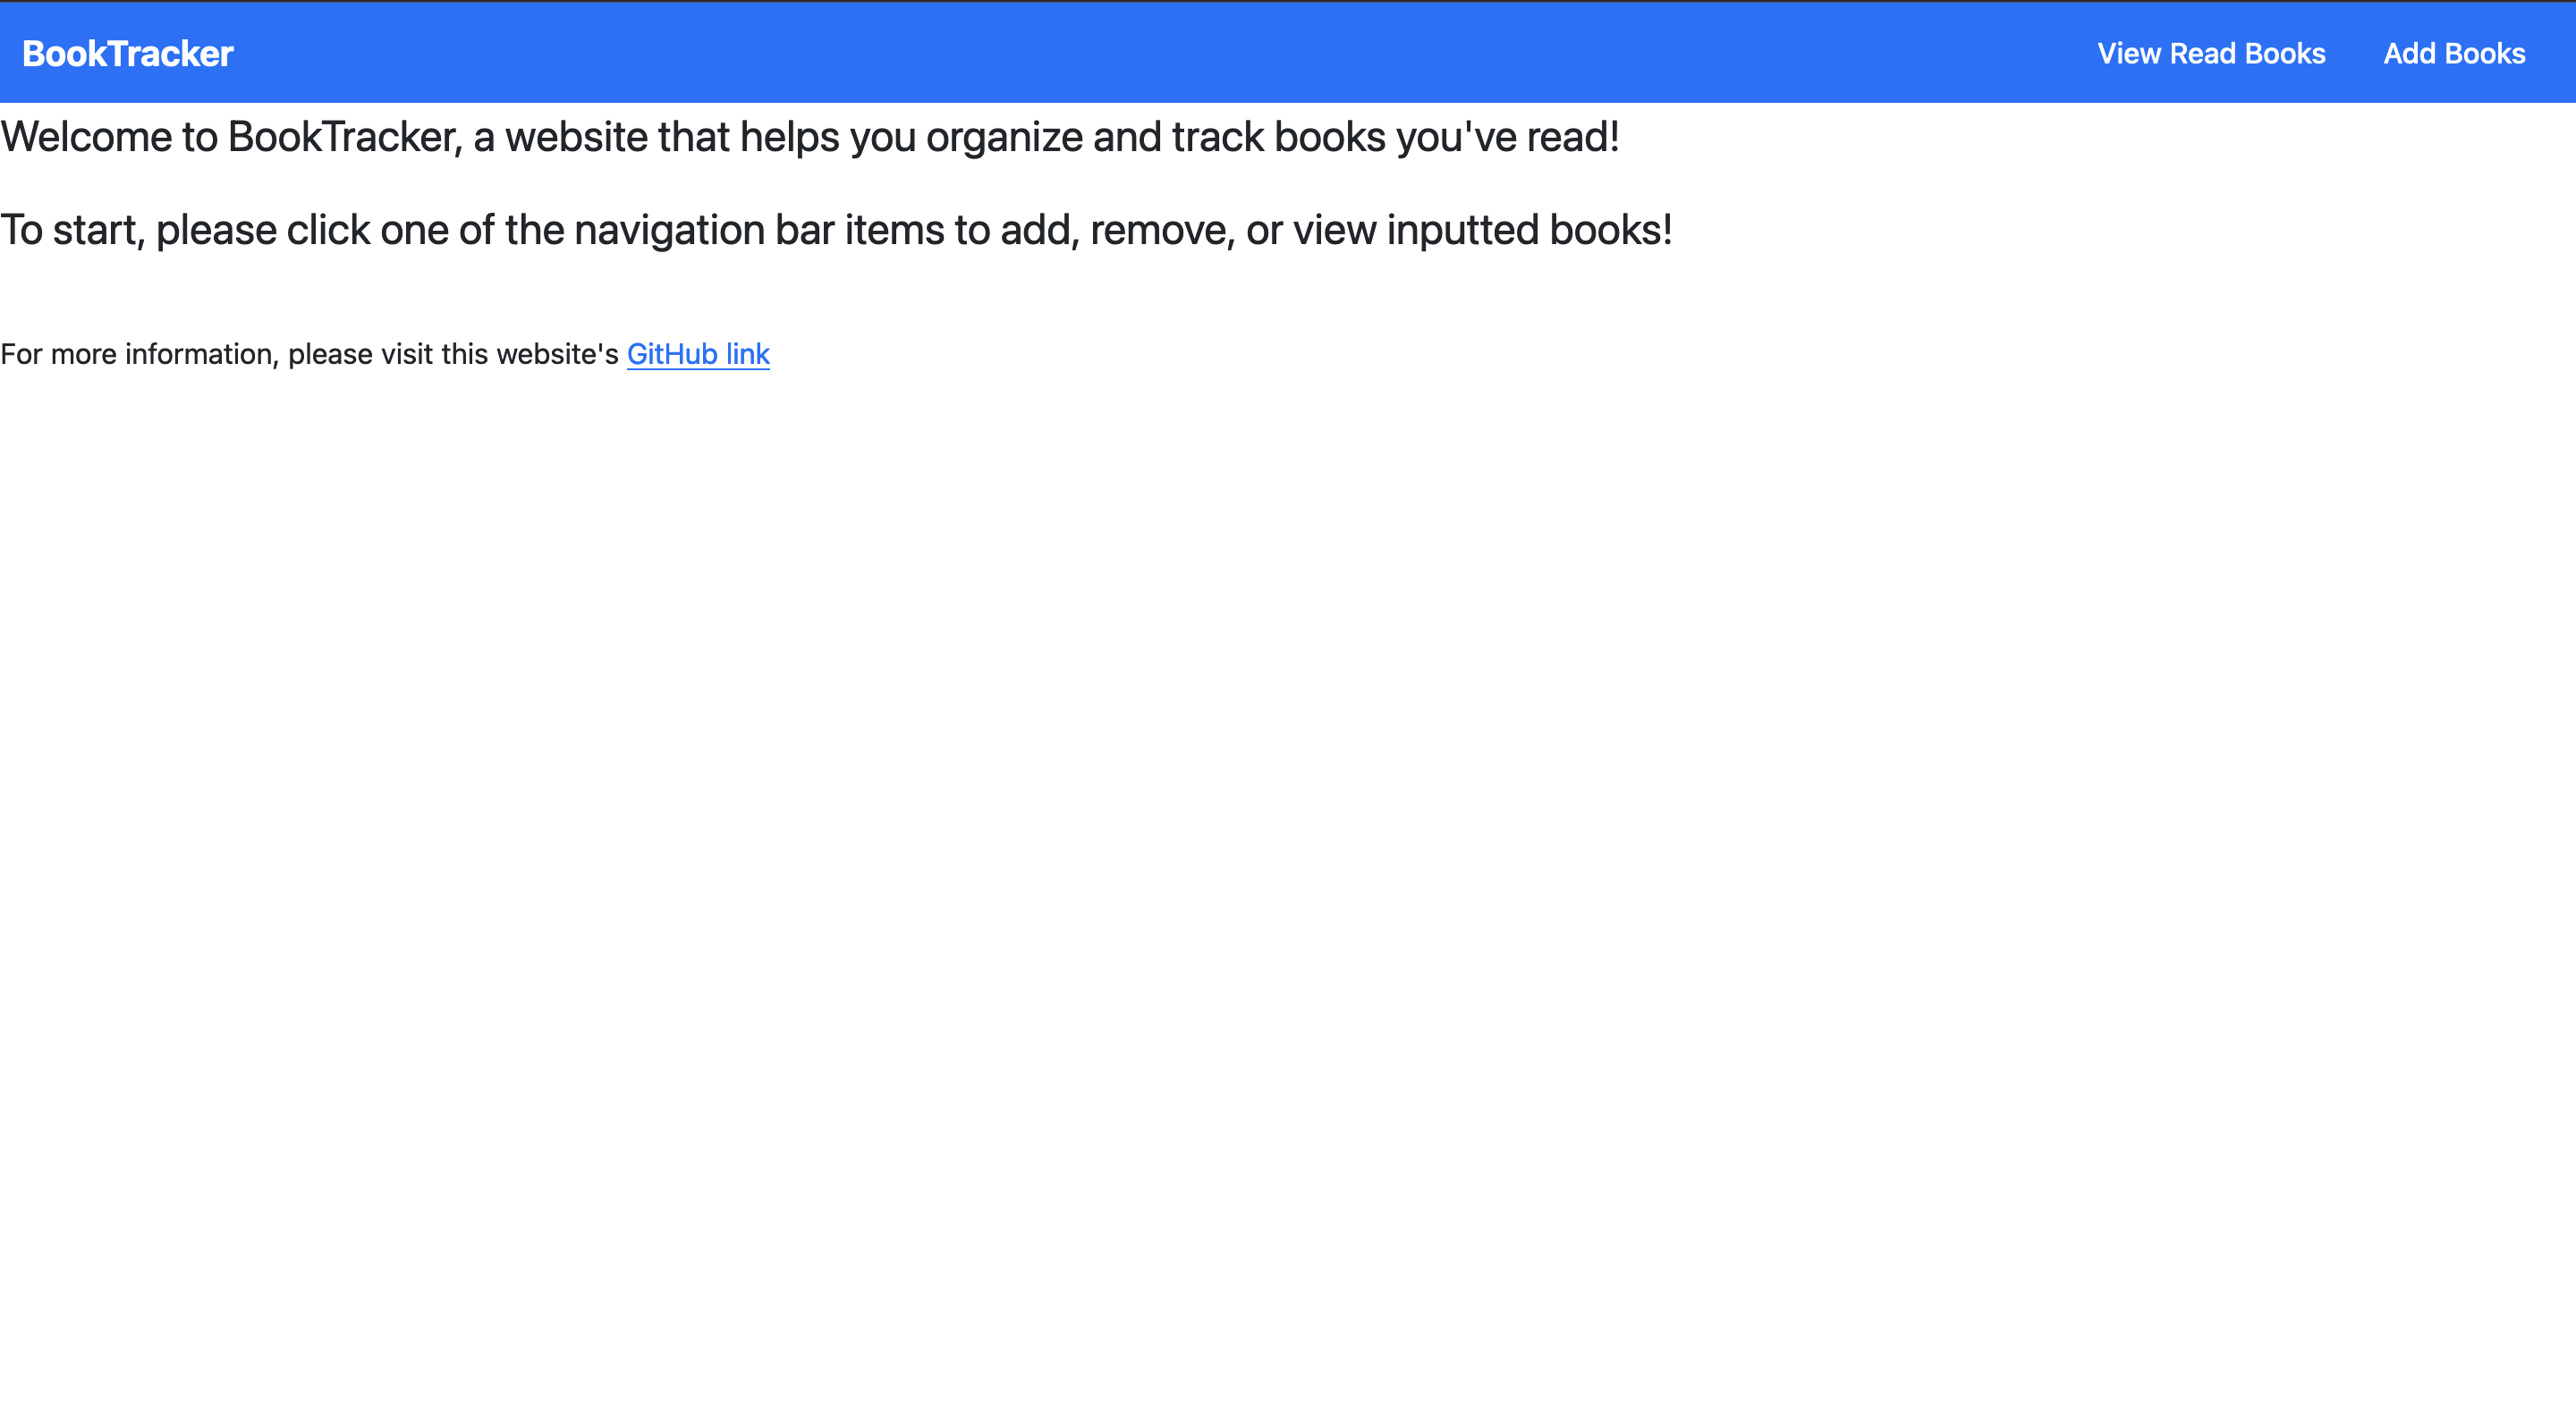 BookTracker
View Read Books
Add Books
Welcome to BookTracker, a website that helps you organize and track books you've read!
To start, please click one of the navigation bar items to add, remove, or view inputted books!
For more information, please visit this website's GitHub link